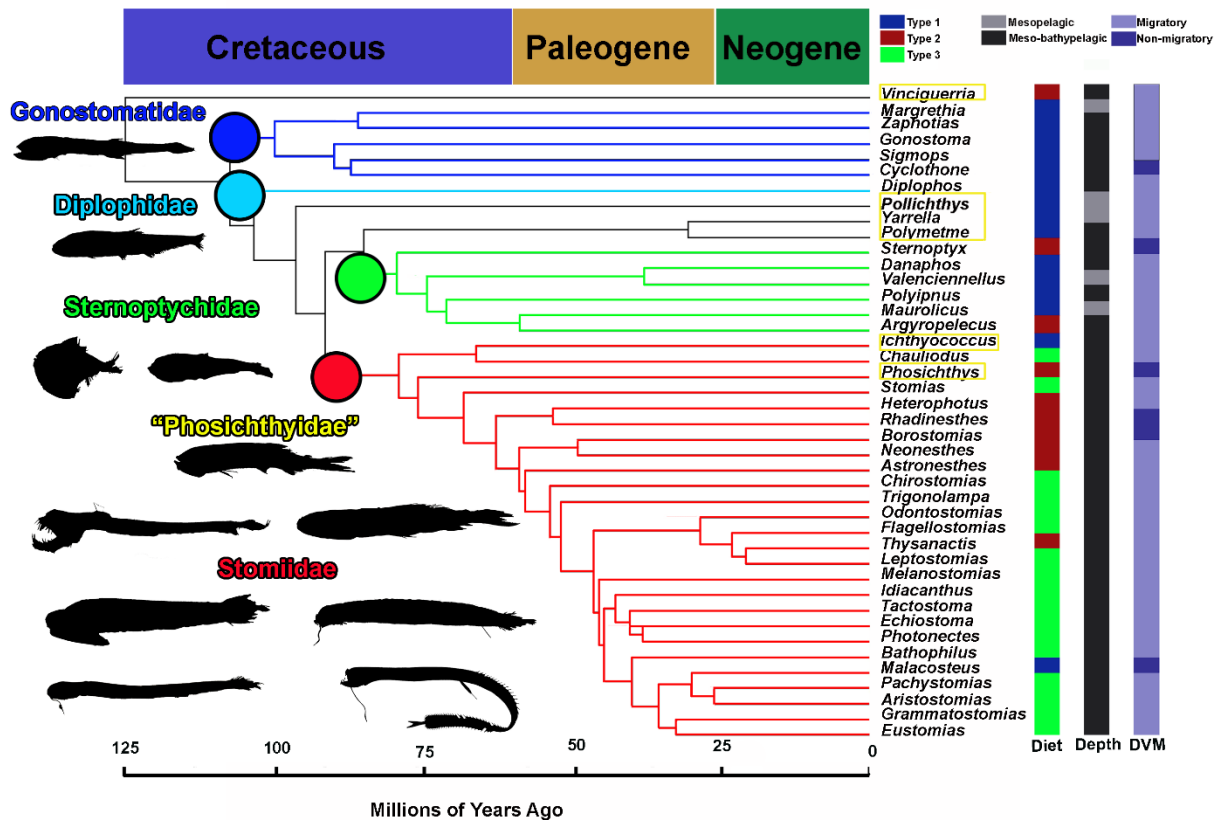 Cretaceous
Paleogene
Neogene
Type 1
Type 2
Type 3
Mesopelagic
Meso-bathypelagic
Migratory
Non-migratory
Gonostomatidae
Diplophidae
Sternoptychidae
“Phosichthyidae”
Stomiidae
Vinciguerria
Margrethia
Zaphotias
Gonostoma
Sigmops
Cyclothone
Diplophos
Pollichthys
Yarrella
Polymetme
Sternoptyx
Danaphos
Valenciennellus
Polyipnus
Maurolicus
Argyropelecus
Ichthyococcus
Chauliodus
Phosichthys
Stomias
Heterophotus
Rhadinesthes
Borostomias
Neonesthes
Astronesthes
Chirostomias
Trigonolampa
Odontostomias
Flagellostomias
Thysanactis
Leptostomias
Melanostomias
Idiacanthus
Tactostoma
Echiostoma
Photonectes
Bathophilus
Malacosteus
Pachystomias
Aristostomias
Grammatostomias
Eustomias
Diet Depth DVM
125 100 75 50 25 0
Millions of Years Ago